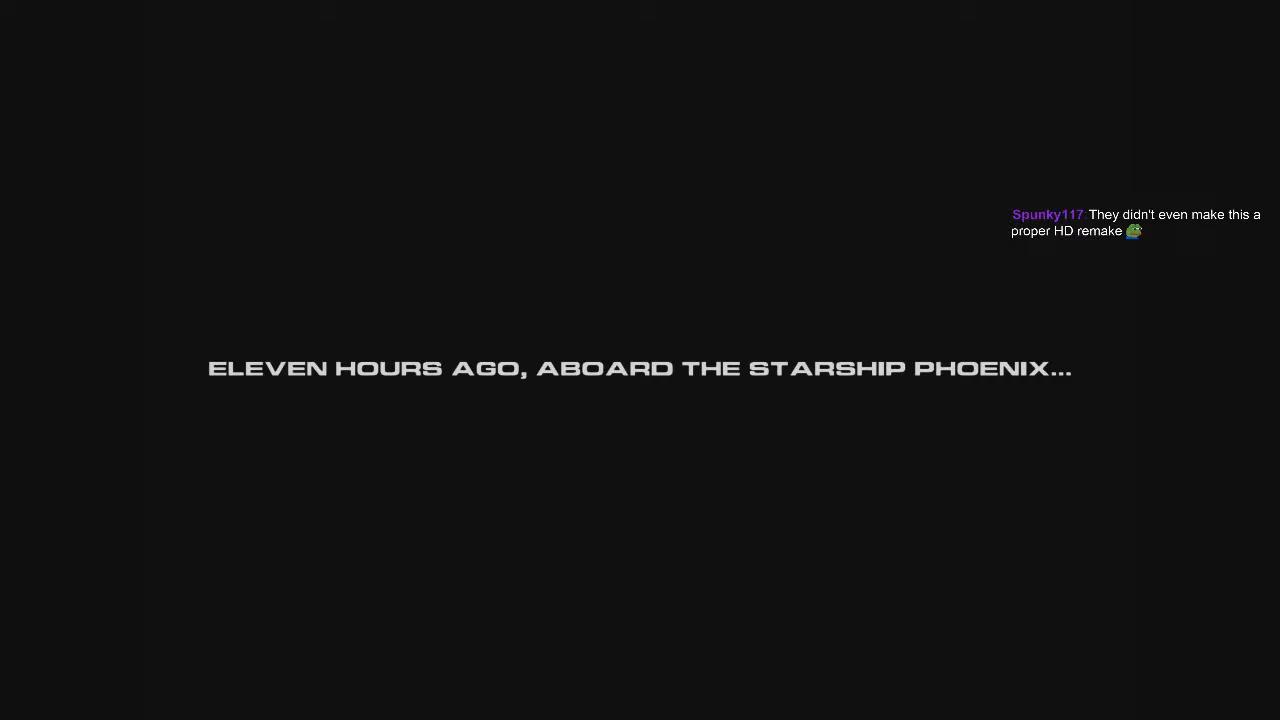 Spunky117: They didn't even make this a
proper HD remake
ELEVEN HOURS AGO, ABOARD THE STARSHIP PHOENIX...